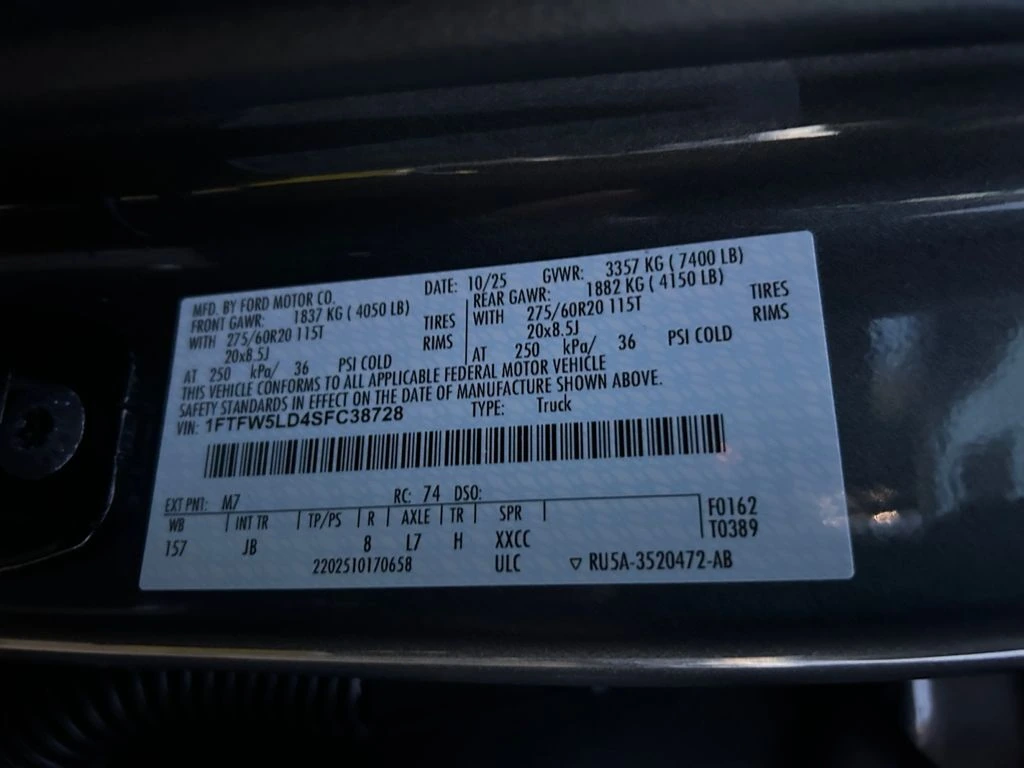 MFD. BY FORD MOTOR CO. DATE: 10/25 GVWR: 3357 KG ( 7400 LB)
FRONT GAWR: 1837 KG ( 4050 LB) REAR GAWR: 1882 KG ( 4150 LB)
WITH 275/60R20 115T TIRES WITH 275/60R20 115T TIRES
20x8.5J RIMS 20x8.5J RIMS
AT 250 kPa/ 36 PSI COLD AT 250 kPa/ 36 PSI COLD
THIS VEHICLE CONFORMS TO ALL APPLICABLE FEDERAL MOTOR VEHICLE
SAFETY STANDARDS IN EFFECT ON THE DATE OF MANUFACTURE SHOWN ABOVE.
VIN: 1FTFW5LD4SFC38728 TYPE: Truck
EXT PNT: M7 RC: 74 DSO:
WB INT TR TP/PS R AXLE TR SPR F0162
T0389
157 JB 8 L7 H XXCC
2202510170658 ULC ▽ RU5A-3520472-AB